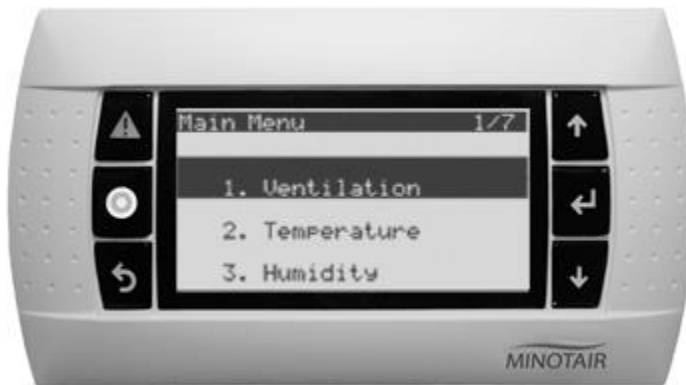 Main Menu 1/7
1. Ventilation
2. Temperature
3. Humidity
MINOTAIR